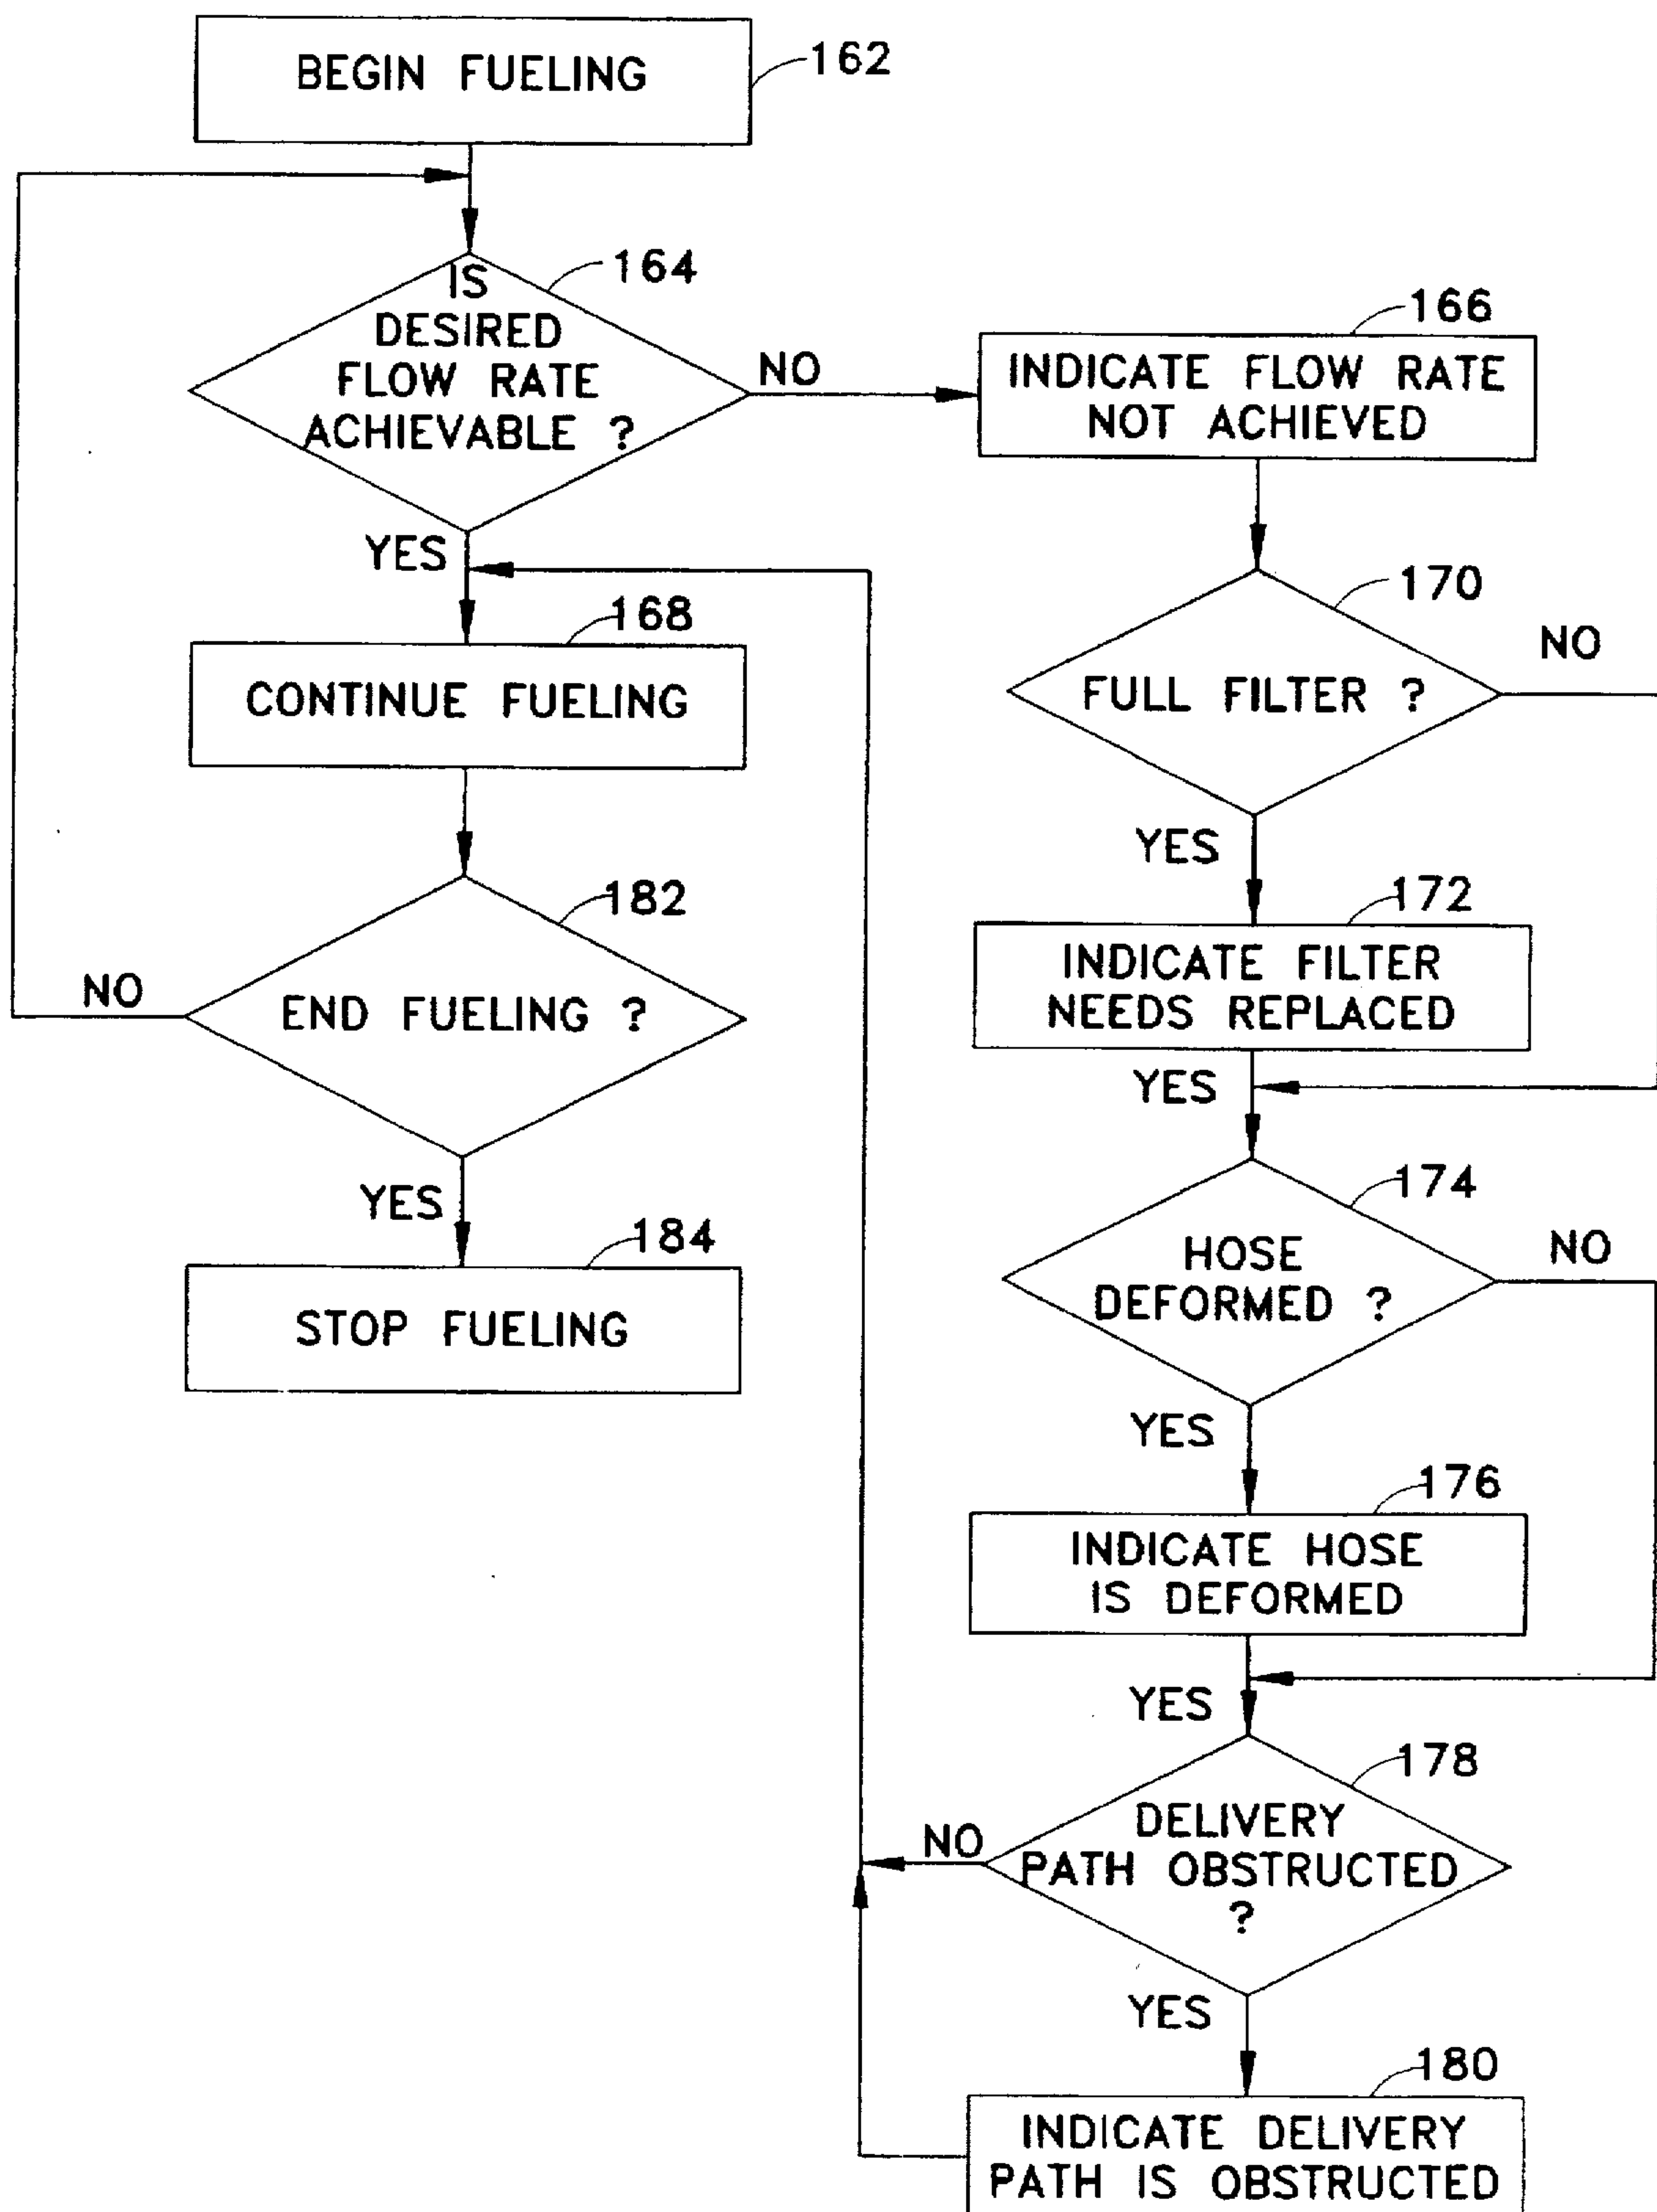 BEGIN FUELING
162
IS
DESIRED
FLOW RATE
ACHIEVABLE ?
164
NO
166
INDICATE FLOW RATE
NOT ACHIEVED
YES
168
CONTINUE FUELING
170
FULL FILTER ?
NO
YES
172
INDICATE FILTER
NEEDS REPLACED
YES
182
END FUELING ?
NO
YES
184
STOP FUELING
174
HOSE
DEFORMED ?
NO
YES
176
INDICATE HOSE
IS DEFORMED
YES
178
DELIVERY
PATH OBSTRUCTED
?
NO
YES
180
INDICATE DELIVERY
PATH IS OBSTRUCTED